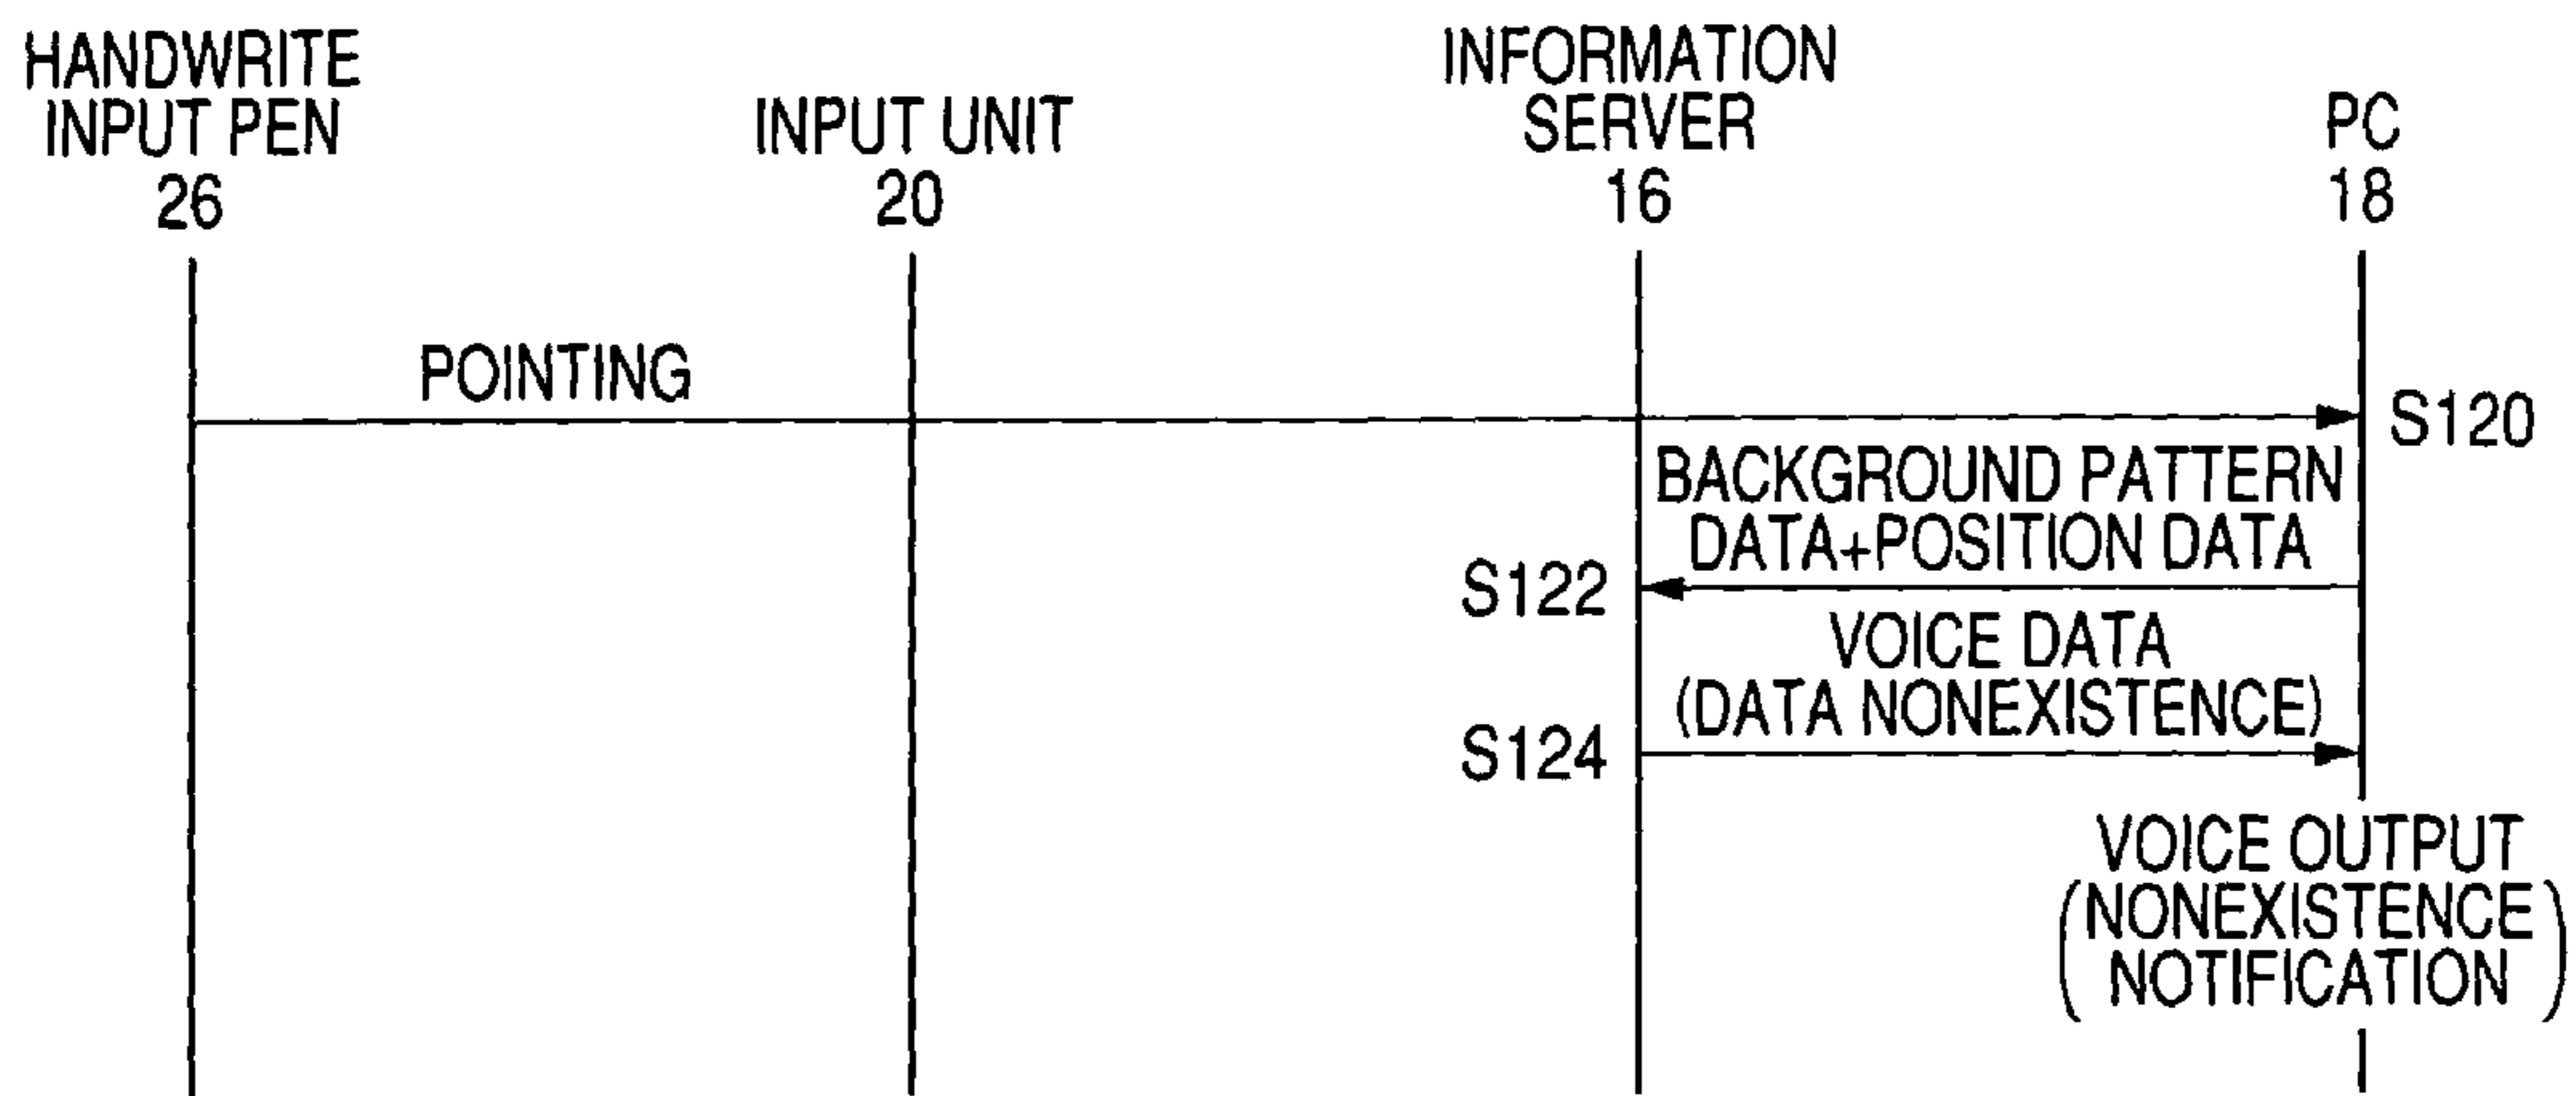 HANDWRITE
INPUT PEN
26
INPUT UNIT
20
INFORMATION
SERVER
16
PC
18
POINTING
S120
BACKGROUND PATTERN
DATA+POSITION DATA
S122
VOICE DATA
(DATA NONEXISTENCE)
S124
VOICE OUTPUT
(NONEXISTENCE
NOTIFICATION)